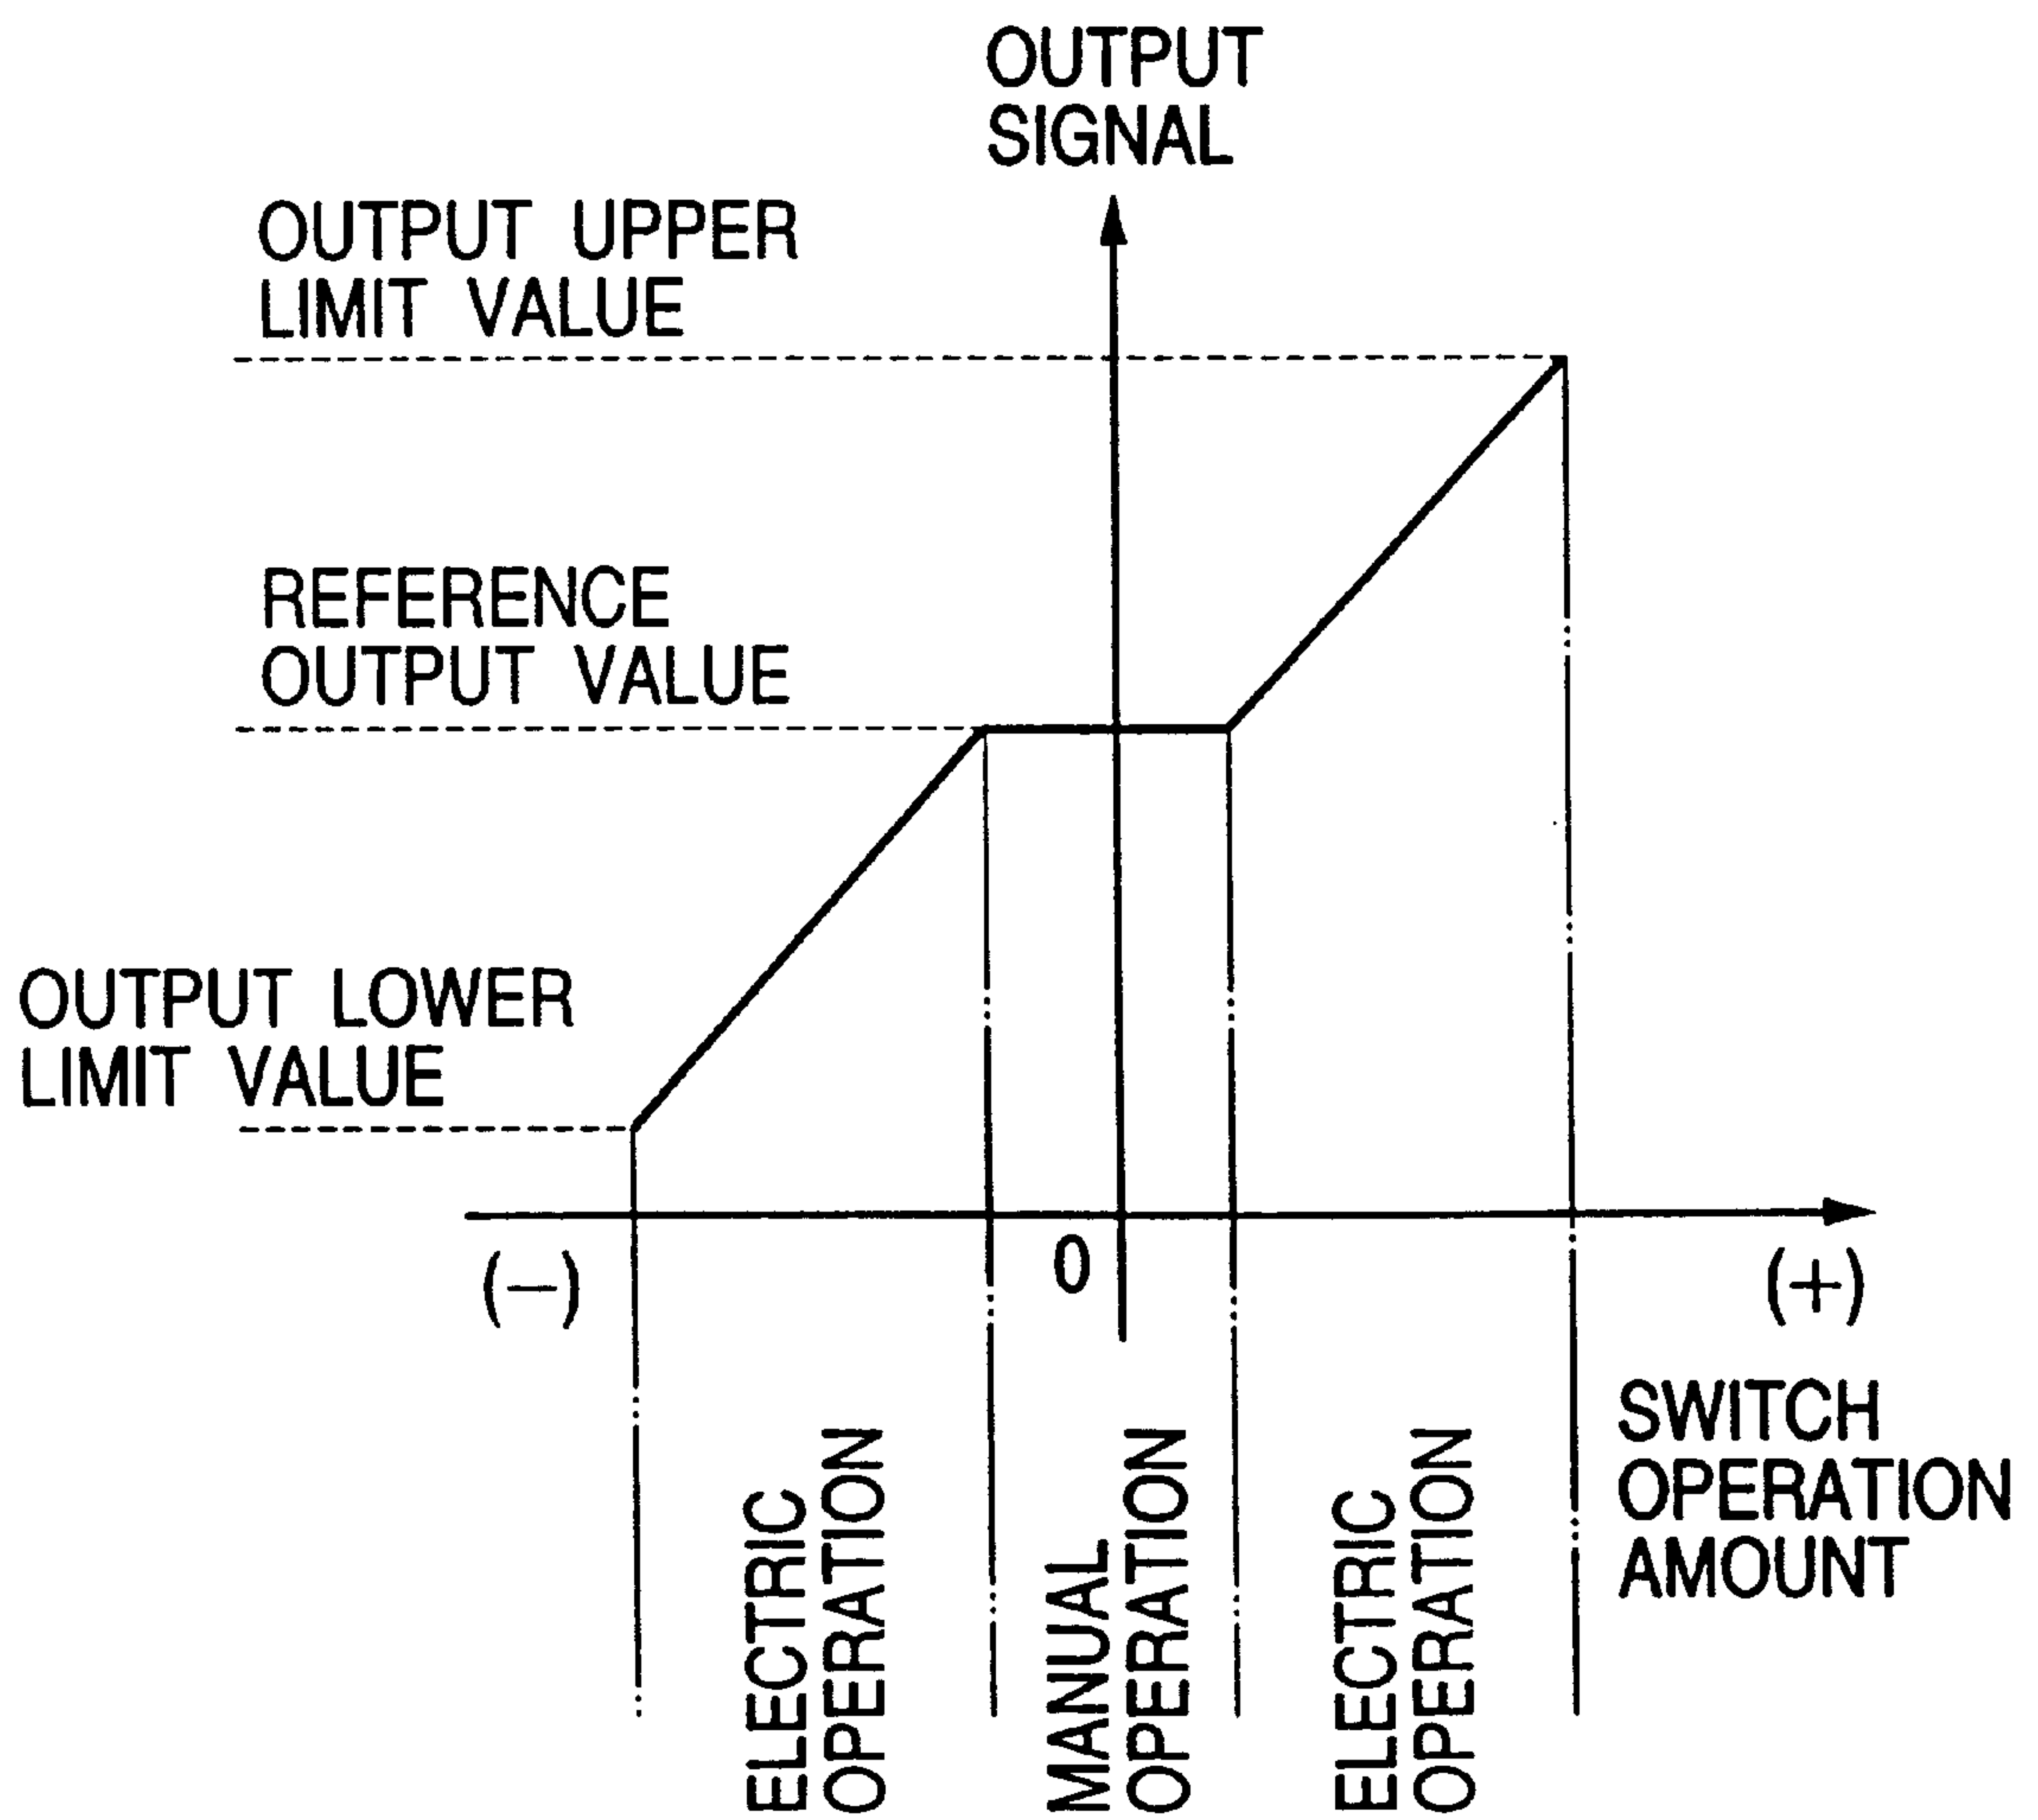 OUTPUT
SIGNAL
OUTPUT UPPER
LIMIT VALUE
REFERENCE
OUTPUT VALUE
OUTPUT LOWER
LIMIT VALUE
(−)
0
(+)
SWITCH
OPERATION
AMOUNT
ELECTRIC
OPERATION
MANUAL
OPERATION
ELECTRIC
OPERATION